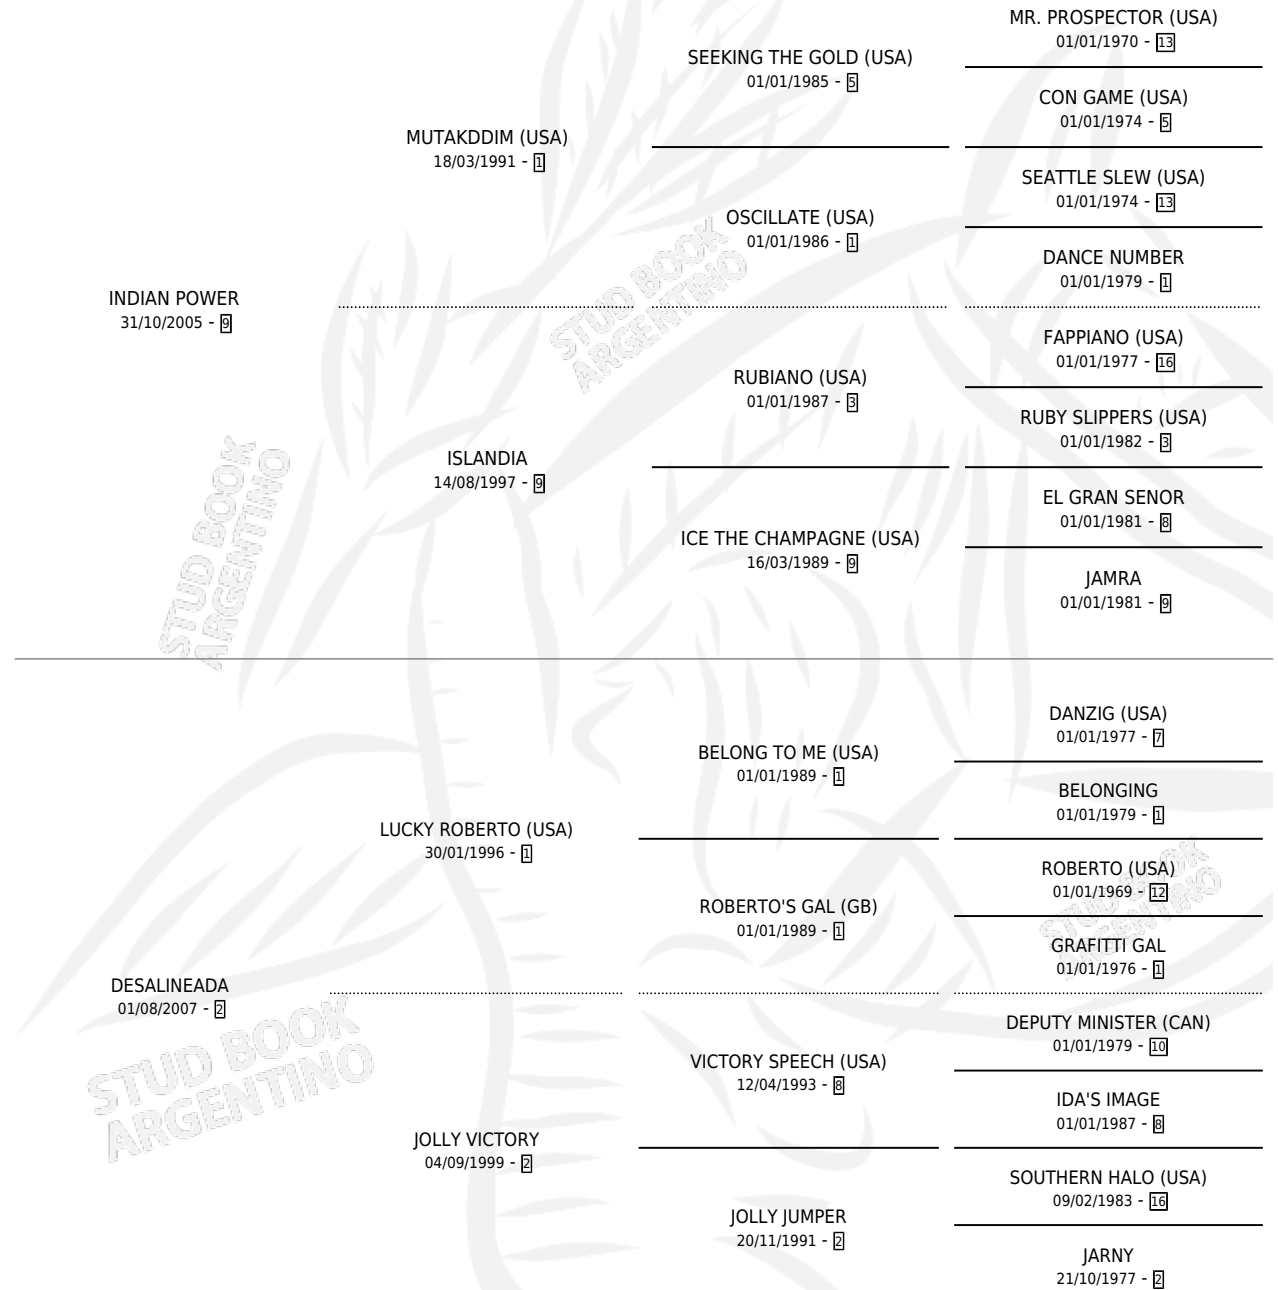 MR. PROSPECTOR (USA)
01/01/1970 - 13
SEEKING THE GOLD (USA)
01/01/1985 - 5
CON GAME (USA)
01/01/1974 - 5
MUTAKDDIM (USA)
18/03/1991 - 1
SEATTLE SLEW (USA)
01/01/1974 - 13
OSCILLATE (USA)
01/01/1986 - 1
DANCE NUMBER
01/01/1979 - 1
INDIAN POWER
31/10/2005 - 9
STUD BOOK
ARGENTINO
FAPPIANO (USA)
01/01/1977 - 16
RUBIANO (USA)
01/01/1987 - 3
RUBY SLIPPERS (USA)
01/01/1982 - 3
ISLANDIA
14/08/1997 - 9
EL GRAN SENOR
01/01/1981 - 8
ICE THE CHAMPAGNE (USA)
16/03/1989 - 9
JAMRA
01/01/1981 - 9
STUD BOOK
ARGENTINO
DANZIG (USA)
01/01/1977 - 7
BELONG TO ME (USA)
01/01/1989 - 1
BELONGING
01/01/1979 - 1
LUCKY ROBERTO (USA)
30/01/1996 - 1
ROBERTO (USA)
01/01/1969 - 12
ROBERTO'S GAL (GB)
01/01/1989 - 1
STUD BOOK
ARGENTINO
GRAFITTI GAL
01/01/1976 - 1
DESALINEADA
01/08/2007 - 2
STUD BOOK
ARGENTINO
DEPUTY MINISTER (CAN)
01/01/1979 - 10
VICTORY SPEECH (USA)
12/04/1993 - 8
IDA'S IMAGE
01/01/1987 - 8
JOLLY VICTORY
04/09/1999 - 2
SOUTHERN HALO (USA)
09/02/1983 - 16
JOLLY JUMPER
20/11/1991 - 2
JARNY
21/10/1977 - 2